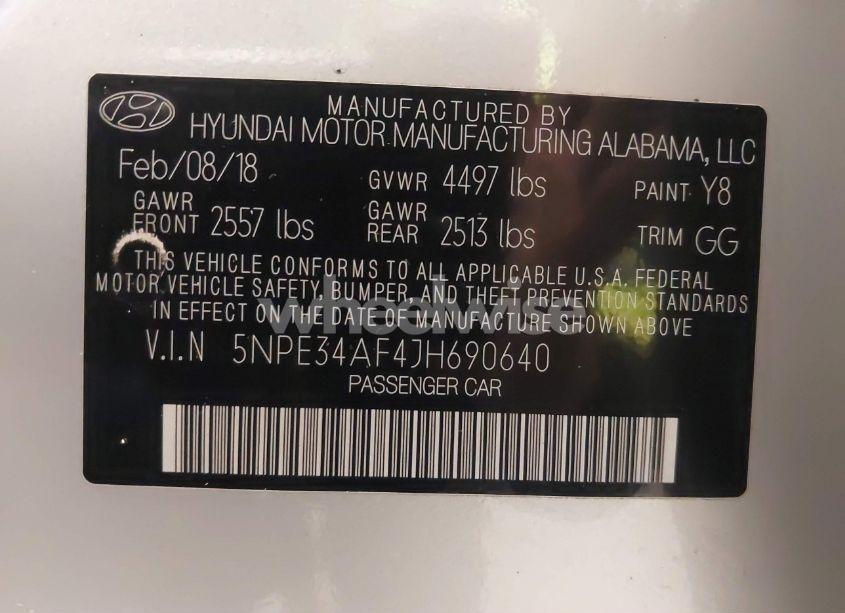 MANUFACTURED BY
HYUNDAI MOTOR MANUFACTURING ALABAMA, LLC
Feb/08/18 GVWR 4497 lbs PAINT Y8
GAWR FRONT 2557 lbs GAWR REAR 2513 lbs TRIM GG
THIS VEHICLE CONFORMS TO ALL APPLICABLE U.S.A. FEDERAL
MOTOR VEHICLE SAFETY, BUMPER, AND THEFT PREVENTION STANDARDS
IN EFFECT ON THE DATE OF MANUFACTURE SHOWN ABOVE
wheelwise
V.I.N 5NPE34AF4JH690640
PASSENGER CAR